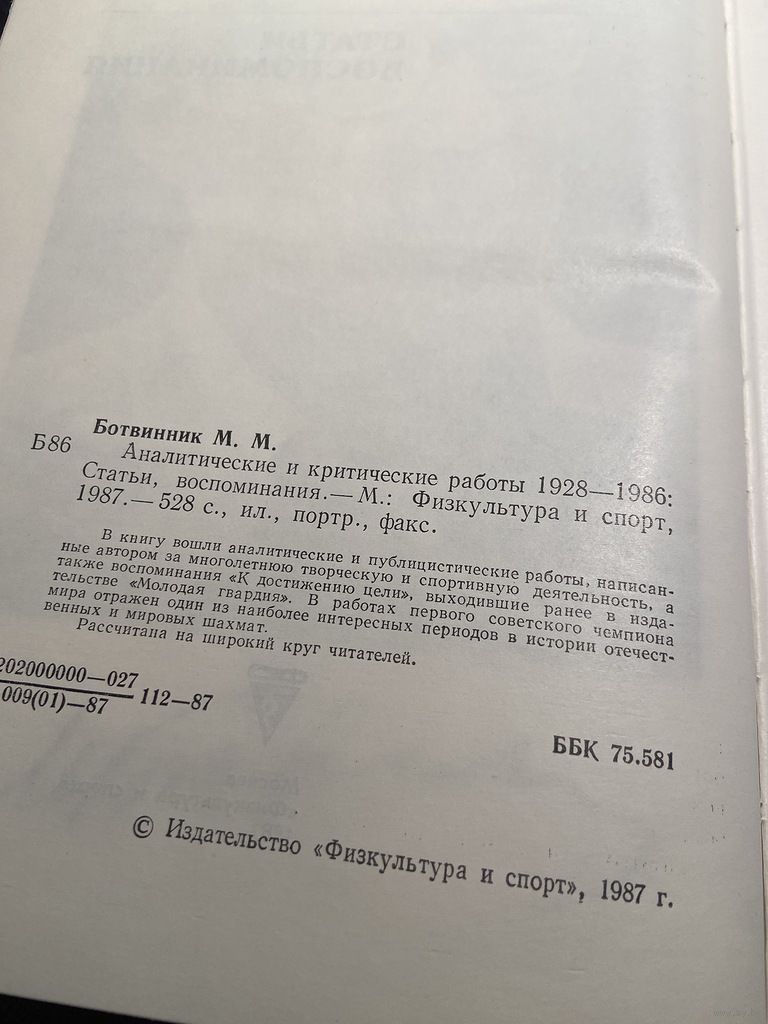 Ботвинник М. М.
Б86 Аналитические и критические работы 1928—1986:
Статьи, воспоминания.— М.: Физкультура и спорт,
1987.— 528 с., ил., портр., факс.
В книгу вошли аналитические и публицистические работы, написан-
ные автором за многолетнюю творческую и спортивную деятельность, а
также воспоминания «К достижению цели», выходившие ранее в изда-
тельстве «Молодая гвардия». В работах первого советского чемпиона
мира отражен один из наиболее интересных периодов в истории отечест-
венных и мировых шахмат.
Рассчитана на широкий круг читателей.
202000000—027
009(01)—87
112—87
ББК 75.581
© Издательство «Физкультура и спорт», 1987 г.